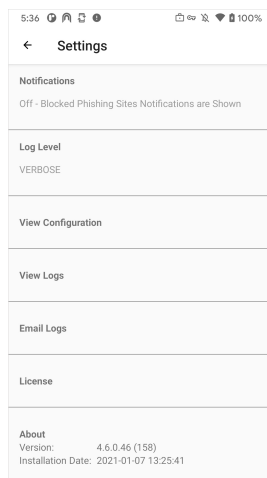 5:36
100%
Settings
Notifications
Off - Blocked Phishing Sites Notifications are Shown
Log Level
VERBOSE
View Configuration
View Logs
Email Logs
License
About
Version: 4.6.0.46 (158)
Installation Date: 2021-01-07 13:25:41